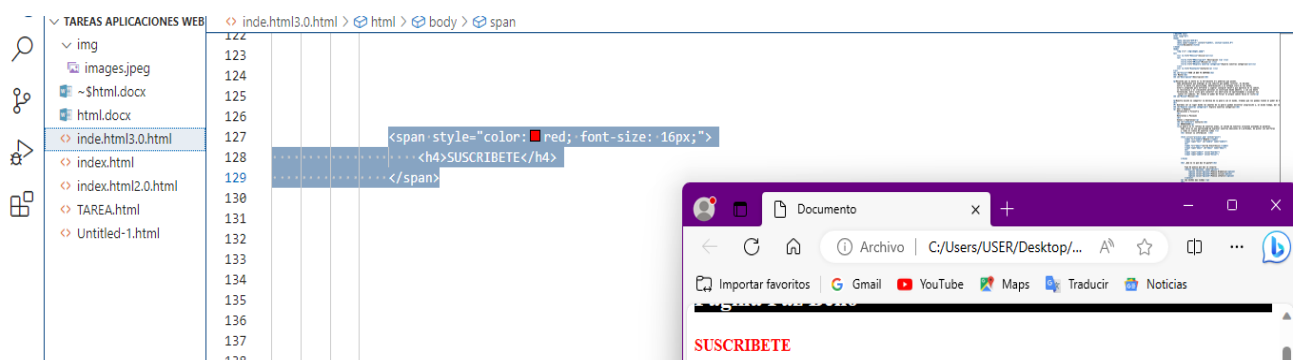 TAREAS APLICACIONES WEB
img
images.jpeg
~$html.docx
html.docx
inde.html3.0.html
index.html
index.html2.0.html
TAREA.html
Untitled-1.html
inde.html3.0.html > html > body > span
122
123
124
125
126
127 <span style="color: red; font-size: 16px;">
128 <h4>SUSCRIBETE</h4>
129 </span>
130
131
132
133
134
135
136
137
138
Documento
Archivo | C:/Users/USER/Desktop/...
Importar favoritos Gmail YouTube Maps Traducir Noticias
SUSCRIBETE